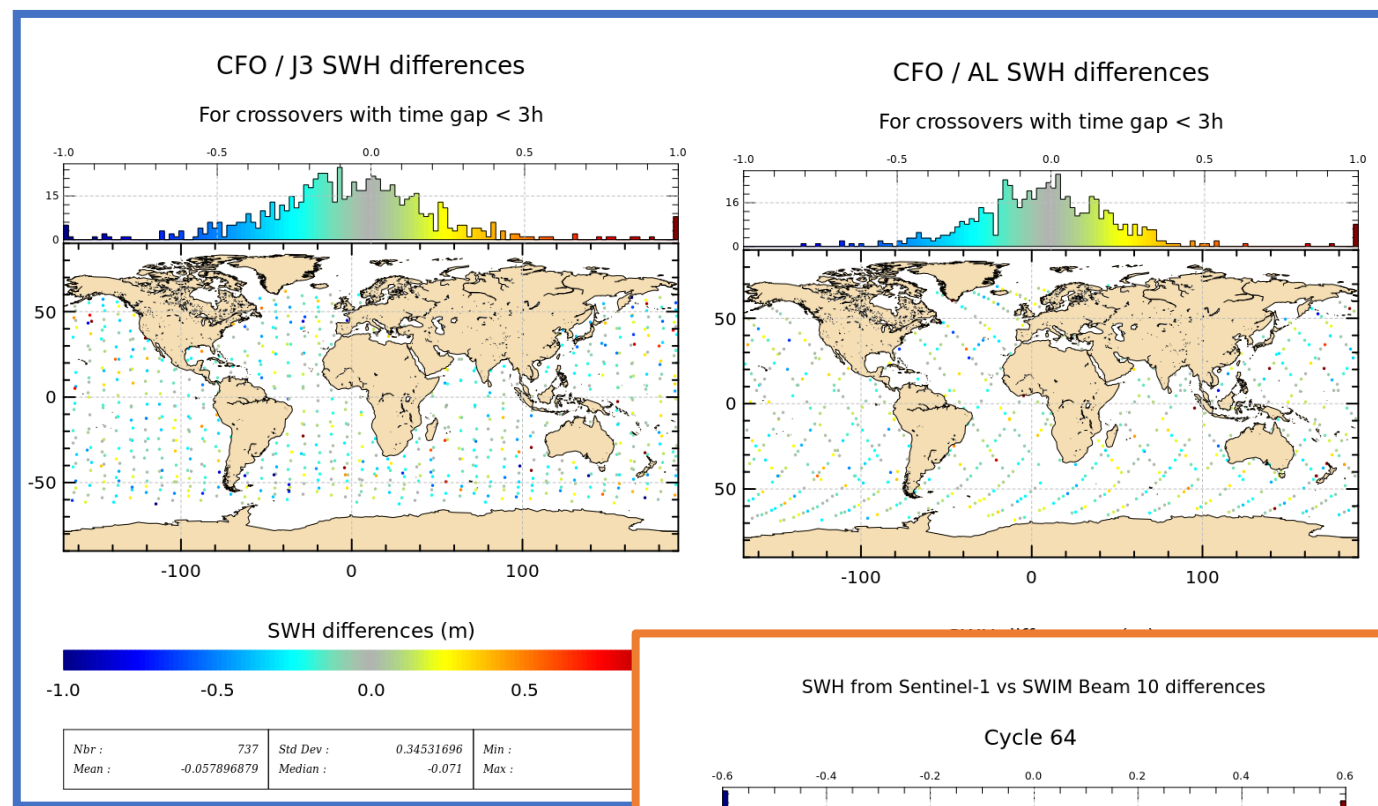 CFO / J3 SWH differences
For crossovers with time gap < 3h
-1.0 -0.5 0.0 0.5 1.0
15
0
50
0
-50
-100 0 100
SWH differences (m)
-1.0 -0.5 0.0 0.5
Nbr : 737 Std Dev : 0.34531696 Min :
Mean : -0.057896879 Median : -0.071 Max :
CFO / AL SWH differences
For crossovers with time gap < 3h
-1.0 -0.5 0.0 0.5 1.0
16
0
50
0
50
-100 0 100
SWH from Sentinel-1 vs SWIM Beam 10 differences
Cycle 64
-0.6 -0.4 -0.2 0.0 0.2 0.4 0.6